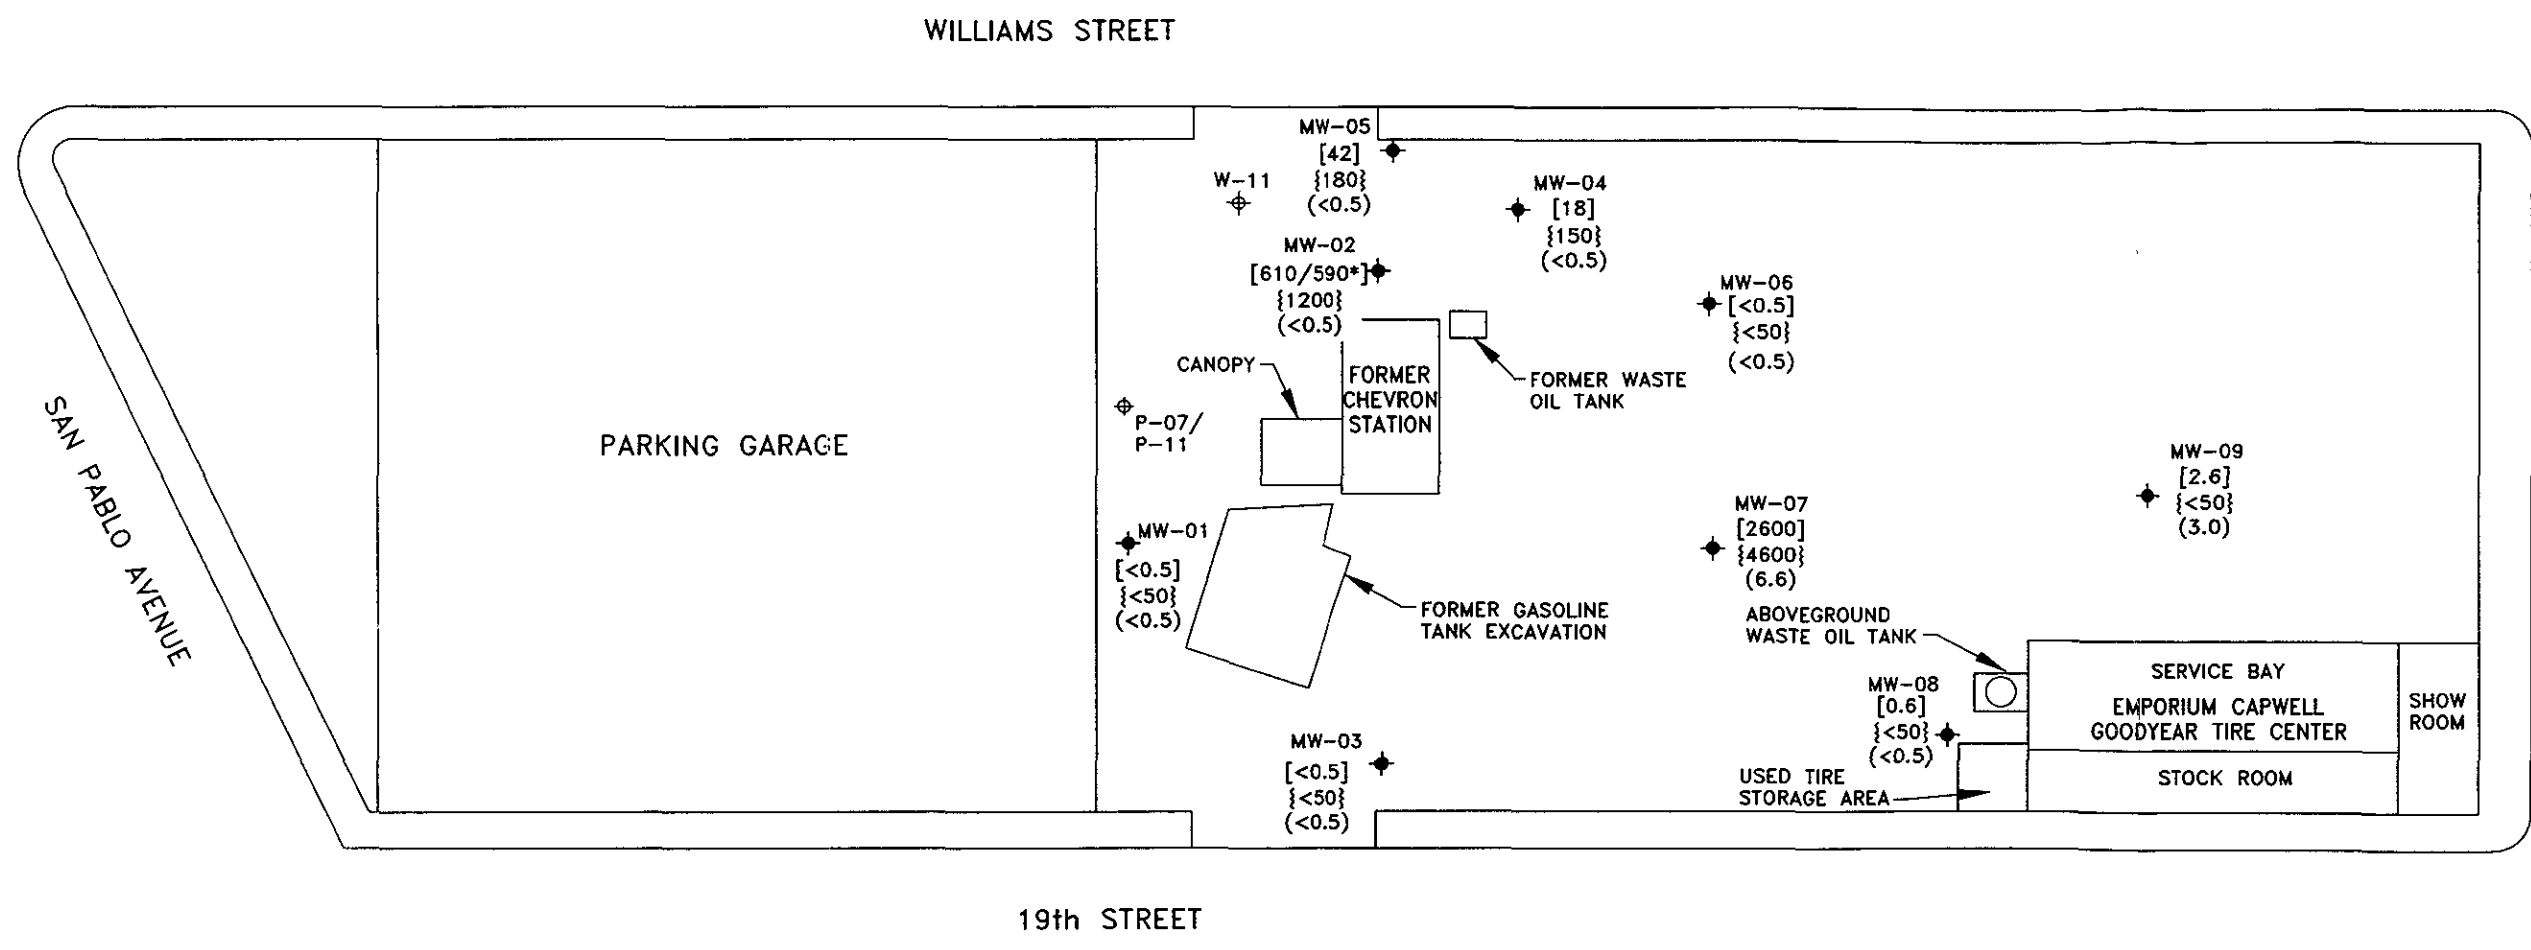 WILLIAMS STREET
MW-05
[42]
{180}
(<0.5)
W-11
MW-04
[18]
{150}
(<0.5)
MW-02
[610/590*]
{1200}
(<0.5)
MW-06
[<0.5]
{<50}
(<0.5)
CANOPY
FORMER
CHEVRON
STATION
FORMER WASTE
OIL TANK
SAN PABLO AVENUE
PARKING GARAGE
P-07/
P-11
MW-09
[2.6]
{<50}
(3.0)
MW-01
[<0.5]
{<50}
(<0.5)
MW-07
[2600]
{4600}
(6.6)
FORMER GASOLINE
TANK EXCAVATION
ABOVEGROUND
WASTE OIL TANK
MW-08
[0.6]
{<50}
(<0.5)
SERVICE BAY
EMPORIUM CAPWELL
GOODYEAR TIRE CENTER
SHOW
ROOM
MW-03
[<0.5]
{<50}
(<0.5)
USED TIRE
STORAGE AREA
STOCK ROOM
19th STREET